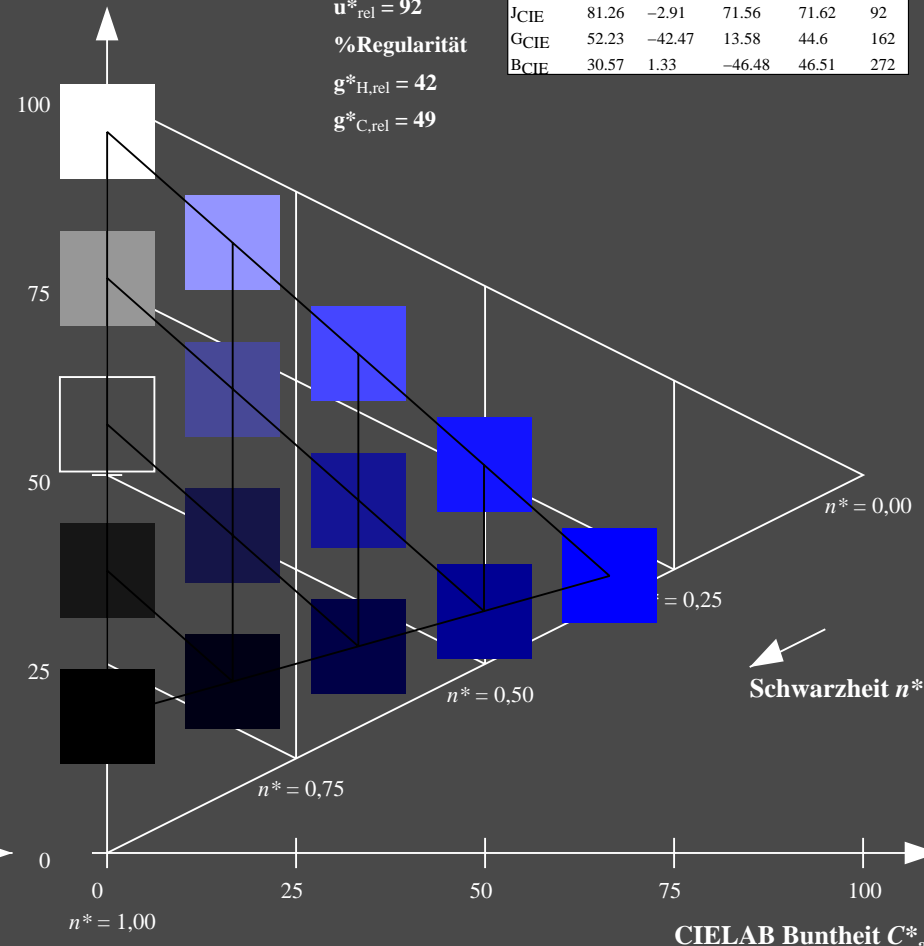 u*rel = 92
%Regularität
g*H,rel = 42
g*C,rel = 49
JCIE 81.26 −2.91 71.56 71.62 92
GCIE 52.23 −42.47 13.58 44.6 162
BCIE 30.57 1.33 −46.48 46.51 272
100
75
50
n* = 0,00
= 0,25
25
Schwarzheit n*
n* = 0,50
n* = 0,75
0
0 25 50 75 100
n* = 1,00
CIELAB Buntheit C*